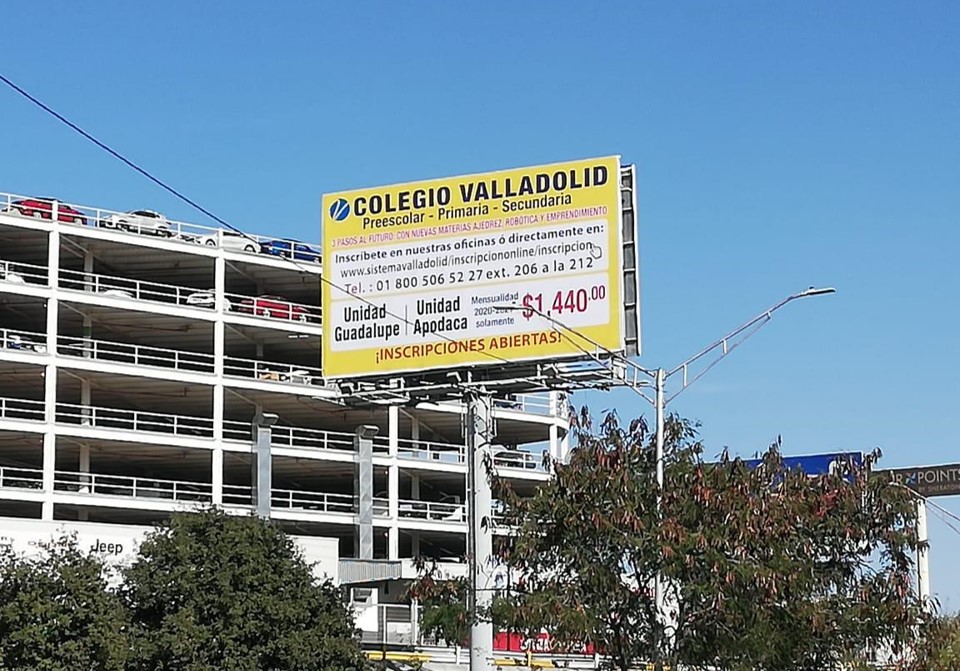 COLEGIO VALLADOLID
Preescolar - Primaria - Secundaria
3 PASOS AL FUTURO: CON NUEVAS MATERIAS AJEDREZ, ROBÓTICA Y EMPRENDIMIENTO
Inscríbete en nuestras oficinas ó directamente en:
www.sistemavalladolid/inscripciononline/inscripcion
Tel. : 01 800 506 52 27 ext. 206 a la 212
Unidad Guadalupe
Unidad Apodaca
Mensualidad
2020-
solamente
$1,440.00
¡INSCRIPCIONES ABIERTAS!
Jeep
POINT